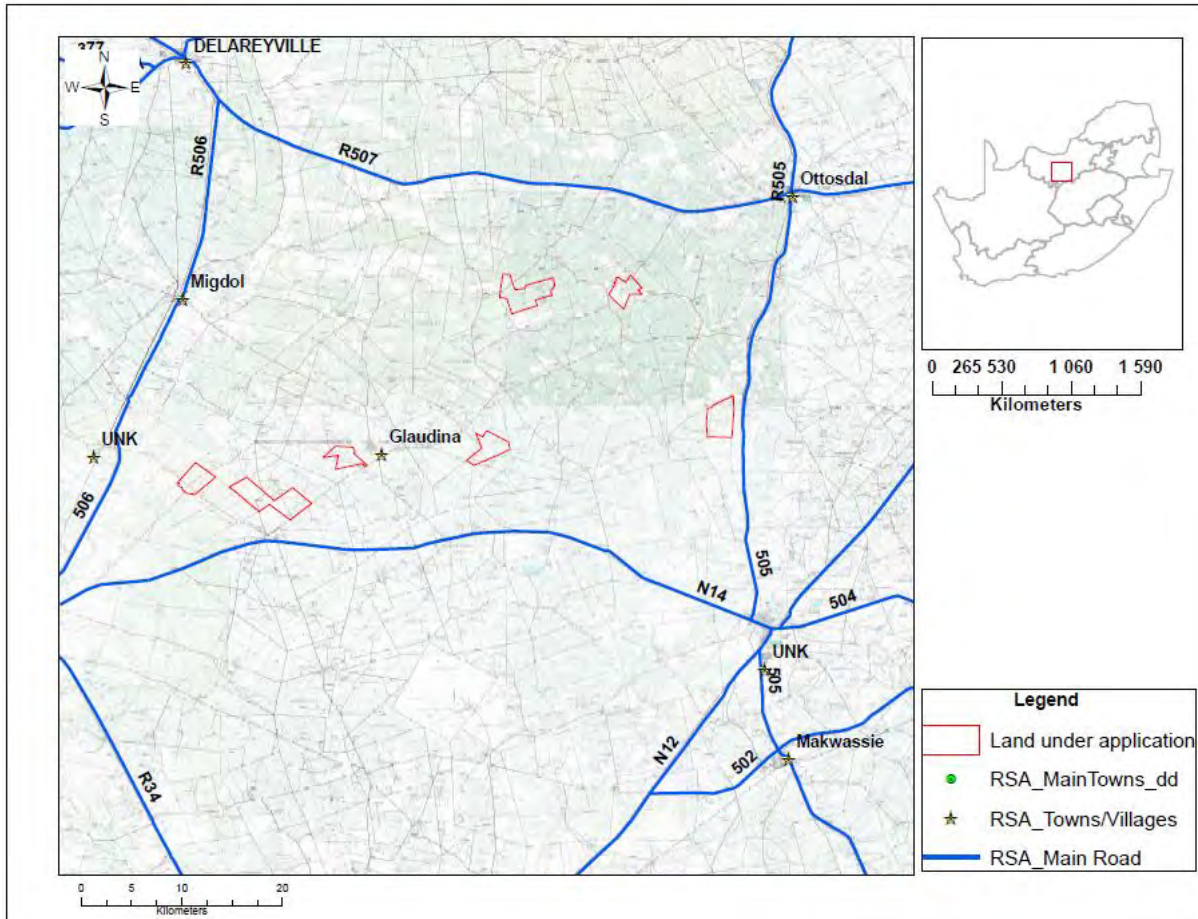 377
DELAREYVILLE
N
W E
S
R506
R507
R505
Ottosdal
Migdol
UNK
Glaudina
506
505
N14
504
UNK
505
N12
Makwassie
502
R34
0 5 10 20
Kilometers
0 265 530 1 060 1 590
Kilometers
Legend
Land under application
RSA_MainTowns_dd
RSA_Towns/Villages
RSA_Main Road